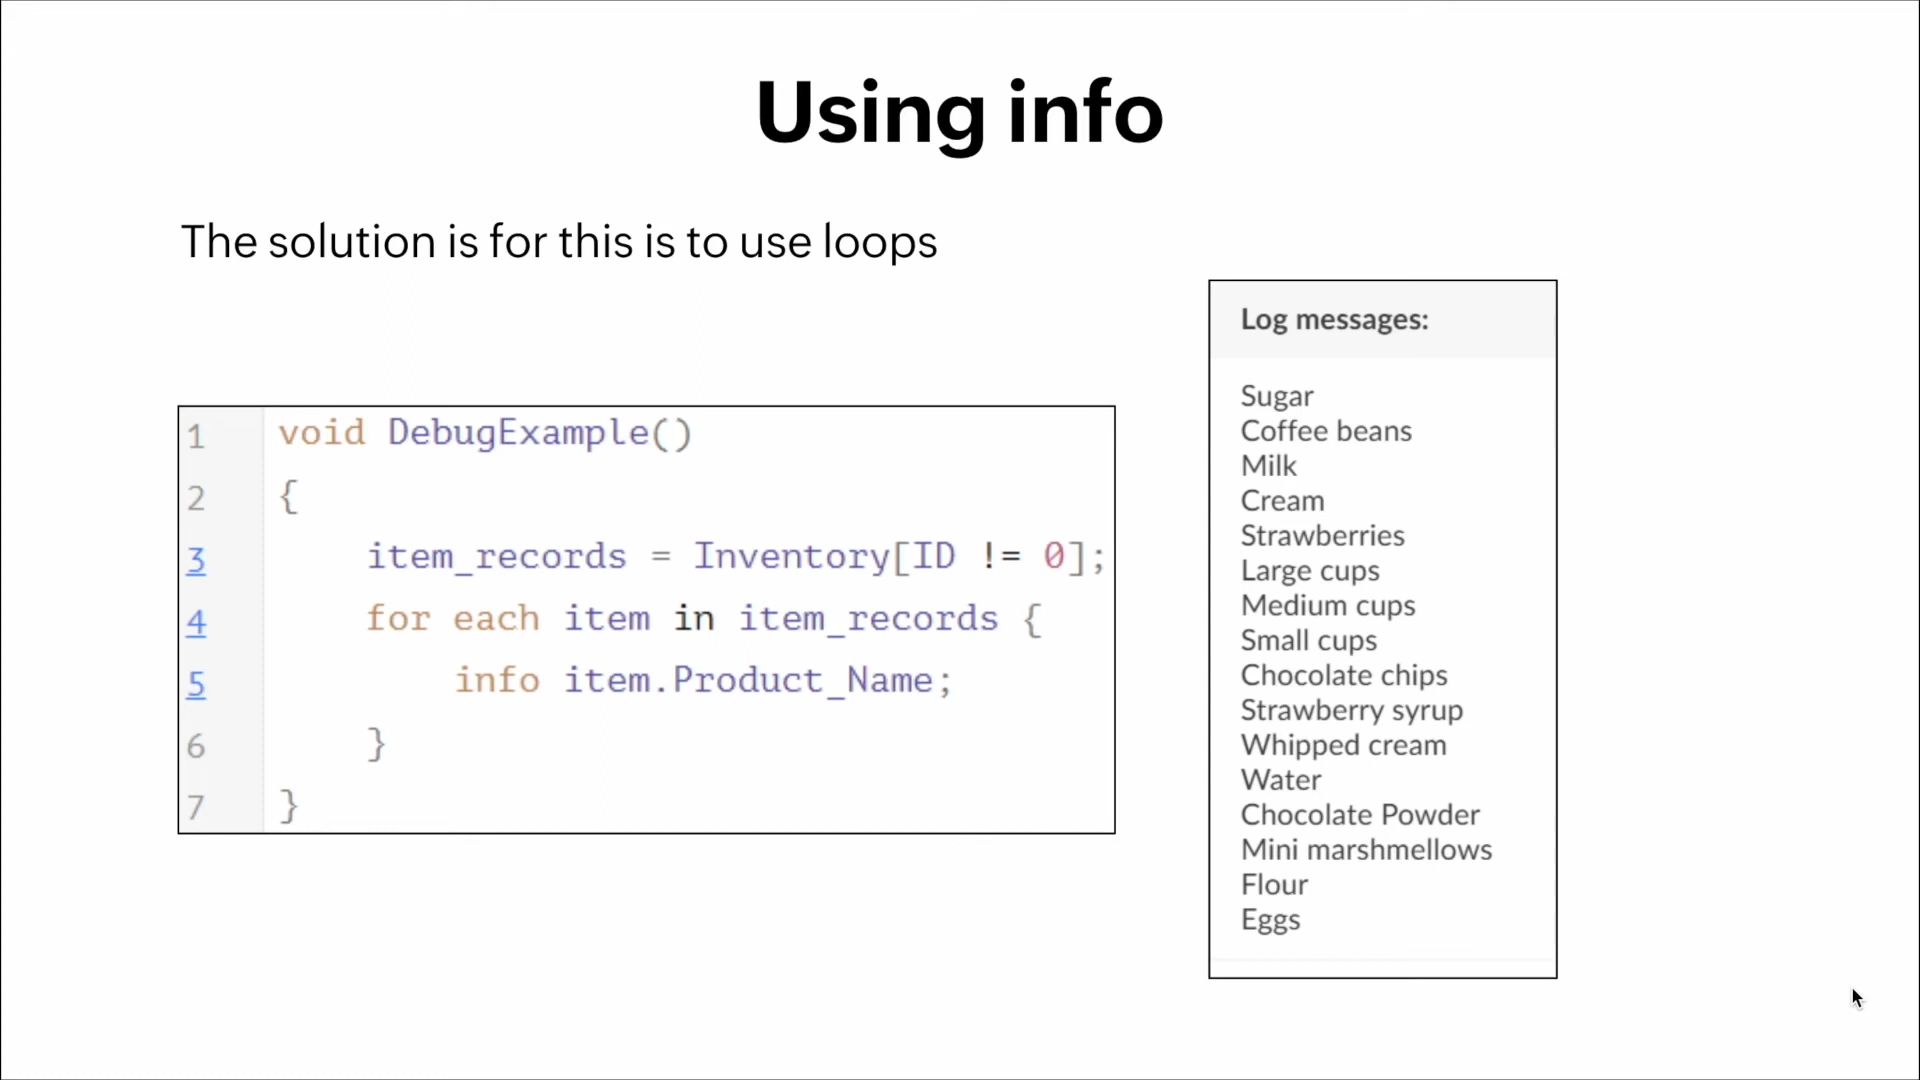 Using info
The solution is for this is to use loops
1 void DebugExample()
2 {
3 item_records = Inventory[ID != 0];
4 for each item in item_records {
5 info item.Product_Name;
6 }
7 }
Log messages:
Sugar
Coffee beans
Milk
Cream
Strawberries
Large cups
Medium cups
Small cups
Chocolate chips
Strawberry syrup
Whipped cream
Water
Chocolate Powder
Mini marshmellows
Flour
Eggs